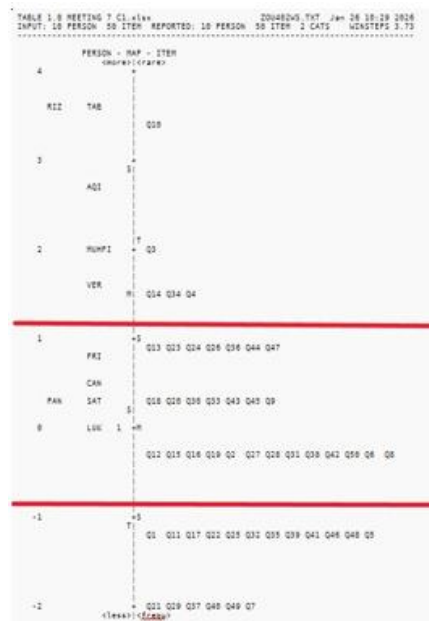 TABLE 1.0 MEETING 7 C1.xlsx ZOU402WS.TXT Jan 26 10:29 2026
INPUT: 10 PERSON 50 ITEM REPORTED: 10 PERSON 50 ITEM 2 CATS WINSTEPS 3.73
PERSON - MAP - ITEM
<more>|<rare>
4
RIZ TAB
Q10
3
S
AQI
T
2 MUHFI Q3
VER
M Q14 Q34 Q4
1 S
Q13 Q23 Q24 Q26 Q36 Q44 Q47
FRI
CAN
PAN SAT Q18 Q20 Q30 Q33 Q43 Q45 Q9
S
0 LUK 1 M
Q12 Q15 Q16 Q19 Q2 Q27 Q28 Q31 Q38 Q42 Q50 Q6 Q8
-1 S
T
Q1 Q11 Q17 Q22 Q25 Q32 Q35 Q39 Q41 Q46 Q48 Q5
-2 Q21 Q29 Q37 Q40 Q49 Q7
<less>|<frequ>